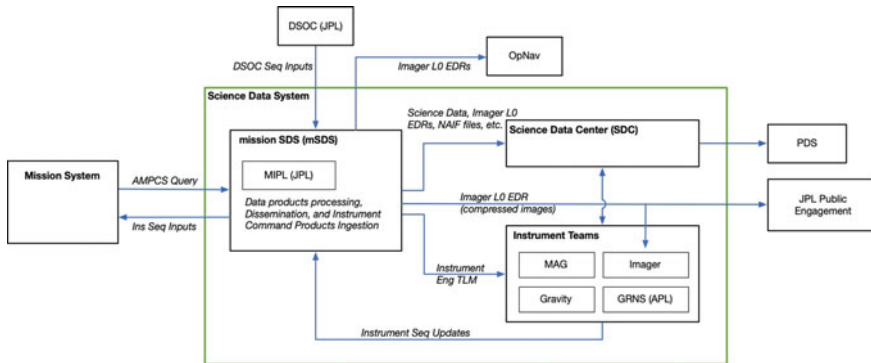 DSOC (JPL)
OpNav
DSOC Seq Inputs
Imager L0 EDRs
Science Data System
Science Data, Imager L0
EDRs, NAIF files, etc.
mission SDS (mSDS)
Science Data Center (SDC)
PDS
MIPL (JPL)
Mission System
AMPCS Query
Data products processing,
Dissemination, and Instrument
Command Products Ingestion
Imager L0 EDR
(compressed images)
JPL Public
Engagement
Ins Seq Inputs
Instrument Teams
MAG
Imager
Instrument
Eng TLM
Gravity
GRNS (APL)
Instrument Seq Updates